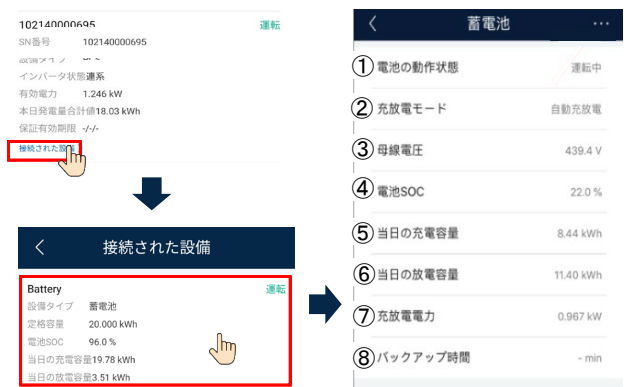 102140000695
運転
SN番号 102140000695
設備タイプ
インバータ状態連系
有効電力 1.246 kW
本日発電量合計値18.03 kWh
保証有効期限 -/-/-
接続された設備
接続された設備
Battery
運転
設備タイプ 蓄電池
定格容量 20.000 kWh
電池SOC 96.0 %
当日の充電容量19.78 kWh
当日の放電容量3.51 kWh
蓄電池
①電池の動作状態 運転中
②充放電モード 自動充放電
③母線電圧 439.4 V
④電池SOC 22.0 %
⑤当日の充電容量 8.44 kWh
⑥当日の放電容量 11.40 kWh
⑦充放電電力 0.967 kW
⑧バックアップ時間 - min